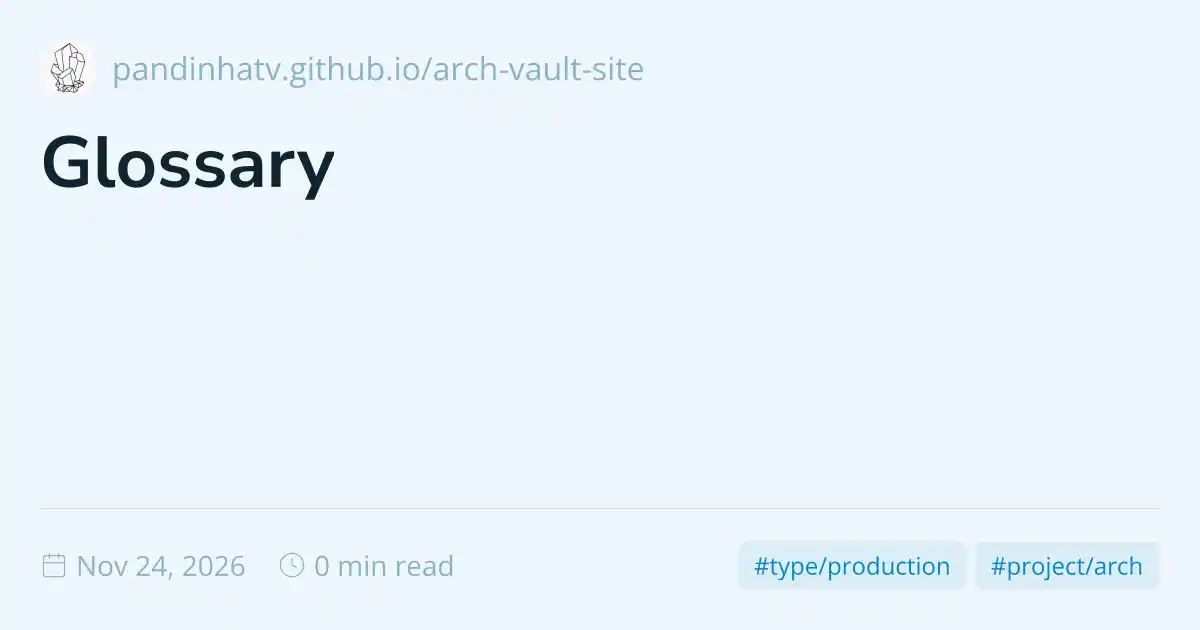 pandinhatv.github.io/arch-vault-site
Glossary
Nov 24, 2026 0 min read #type/production #project/arch